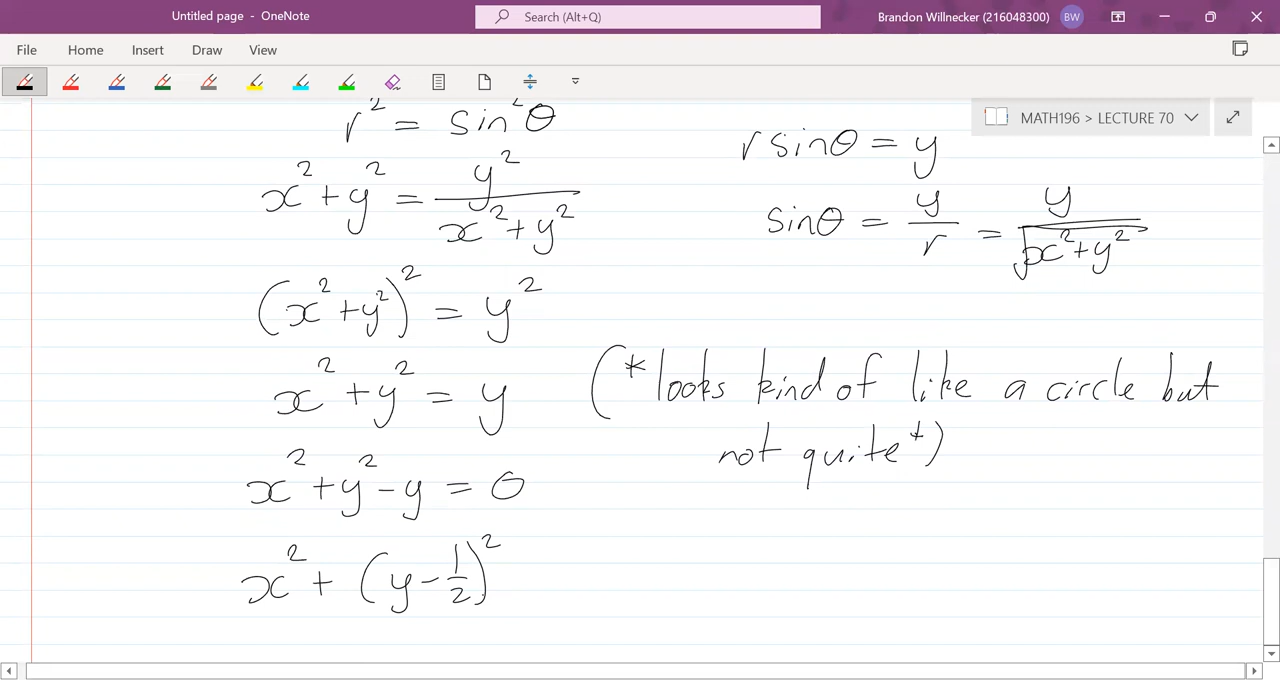 Untitled page - OneNote
Search (Alt+Q)
Brandon Willnecker (216048300)
BW
File Home Insert Draw View
MATH196 > LECTURE 70
r² = sin²θ
x² + y² = y² / (x² + y²)
(x² + y²)² = y²
x² + y² = y
x² + y² - y = 0
x² + (y - 1/2)²
r sinθ = y
sinθ = y/r = y/√(x² + y²)
(*looks kind of like a circle but
not quite*)